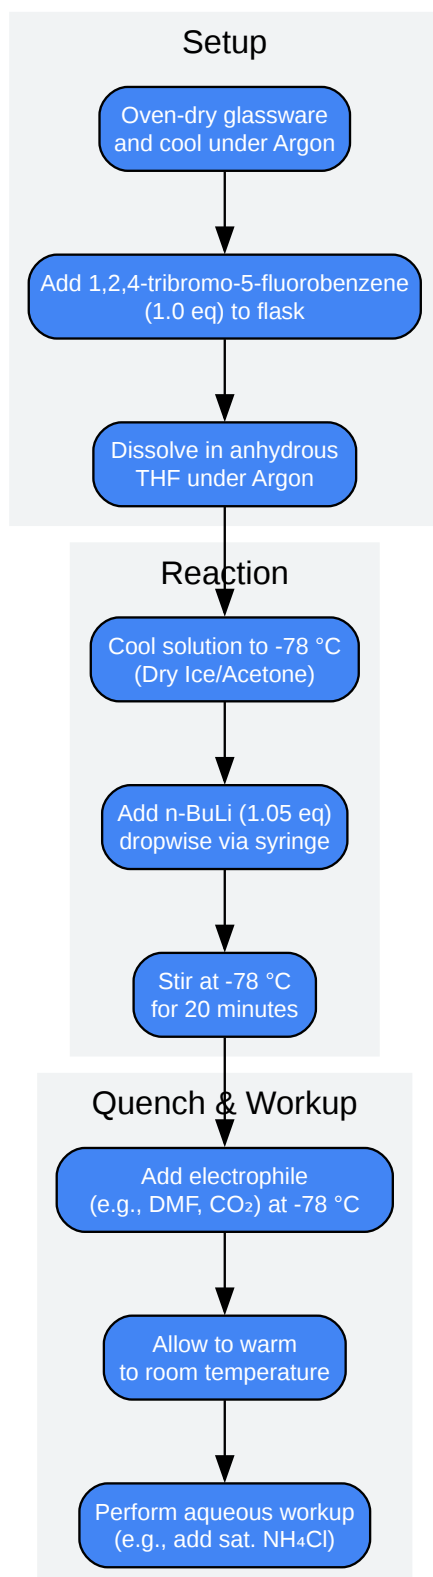 Setup
Oven-dry glassware
and cool under Argon
Add 1,2,4-tribromo-5-fluorobenzene
(1.0 eq) to flask
Dissolve in anhydrous
THF under Argon
Reaction
Cool solution to -78 °C
(Dry Ice/Acetone)
Add n-BuLi (1.05 eq)
dropwise via syringe
Stir at -78 °C
for 20 minutes
Quench & Workup
Add electrophile
(e.g., DMF, CO₂) at -78 °C
Allow to warm
to room temperature
Perform aqueous workup
(e.g., add sat. NH₄Cl)